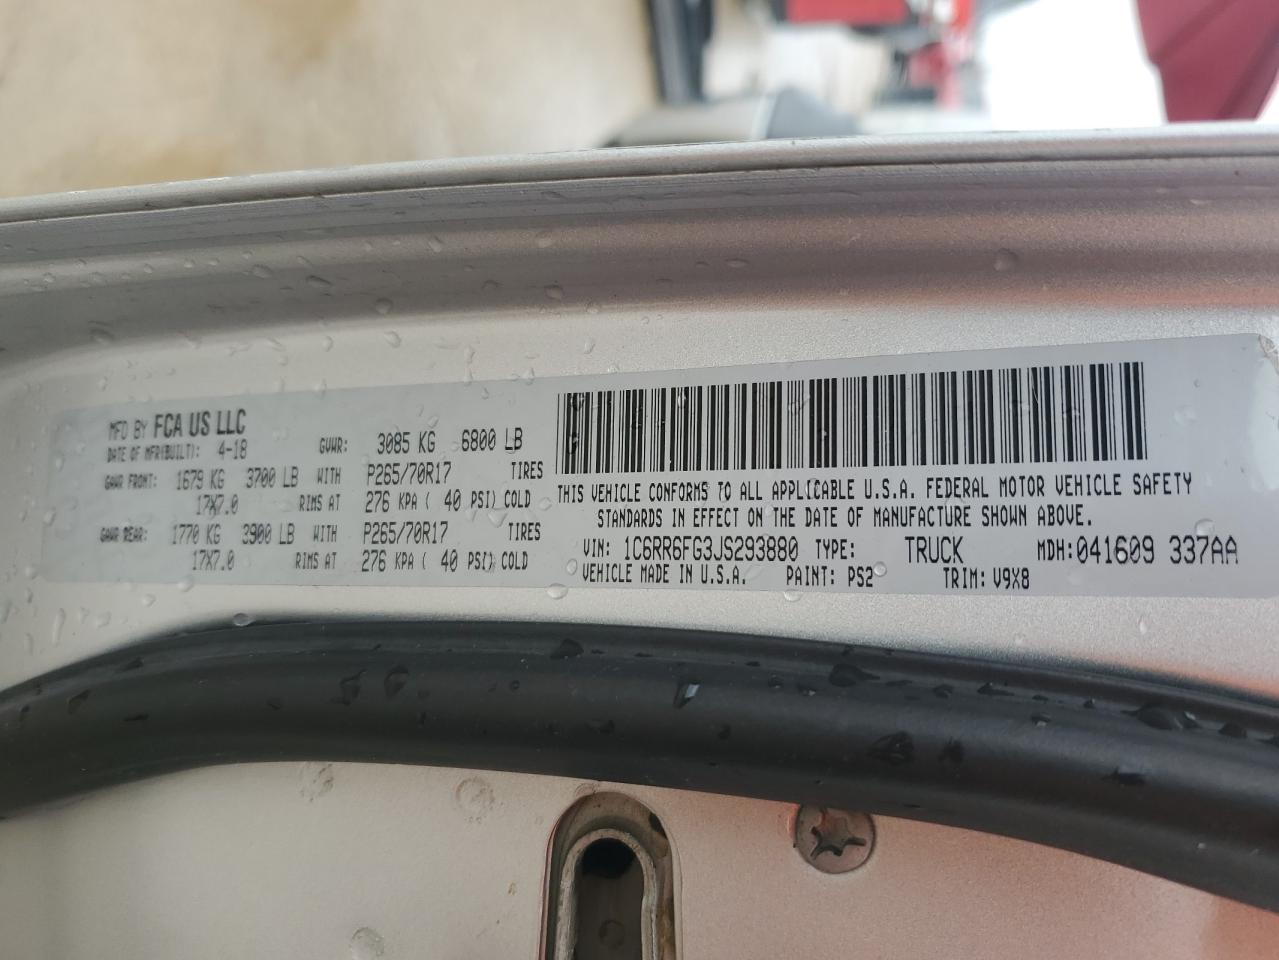 MFD BY FCA US LLC
DATE OF MFR(BUILT): 4-18 GVWR: 3085 KG 6800 LB
GAWR FRONT: 1679 KG 3700 LB WITH P265/70R17 TIRES
17X7.0 RIMS AT 276 KPA ( 40 PSI) COLD
GAWR REAR: 1770 KG 3900 LB WITH P265/70R17 TIRES
17X7.0 RIMS AT 276 KPA ( 40 PSI) COLD
THIS VEHICLE CONFORMS TO ALL APPLICABLE U.S.A. FEDERAL MOTOR VEHICLE SAFETY
STANDARDS IN EFFECT ON THE DATE OF MANUFACTURE SHOWN ABOVE.
VIN: 1C6RR6FG3JS293880 TYPE: TRUCK MDH:041609 337AA
VEHICLE MADE IN U.S.A. PAINT: PS2 TRIM: V9X8